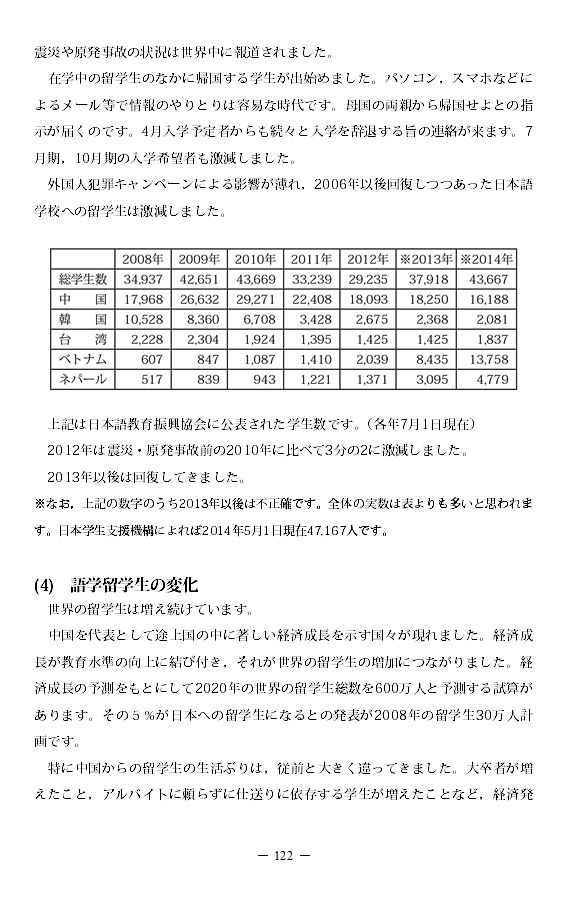 震災や原発事故の状況は世界中に報道されました。
　在学中の留学生のなかに帰国する学生が出始めました。パソコン，スマホなどに
よるメール等で情報のやりとりは容易な時代です。母国の両親から帰国せよとの指
示が届くのです。4月入学予定者からも続々と入学を辞退する旨の連絡が来ます。7
月期，10月期の入学希望者も激減しました。
　外国人犯罪キャンペーンによる影響が薄れ，2006年以後回復しつつあった日本語
学校への留学生は激減しました。
2008年 2009年 2010年 2011年 2012年 ※2013年 ※2014年
総学生数 34,937 42,651 43,669 33,239 29,235 37,918 43,667
中　国 17,968 26,632 29,271 22,408 18,093 18,250 16,188
韓　国 10,528 8,360 6,708 3,428 2,675 2,368 2,081
台　湾 2,228 2,304 1,924 1,395 1,425 1,425 1,837
ベトナム 607 847 1,087 1,410 2,039 8,435 13,758
ネパール 517 839 943 1,221 1,371 3,095 4,779
　上記は日本語教育振興協会に公表された学生数です。（各年7月1日現在）
　2012年は震災・原発事故前の2010年に比べて3分の2に激減しました。
　2013年以後は回復してきました。
※なお，上記の数字のうち2013年以後は不正確です。全体の実数は表よりも多いと思われま
す。日本学生支援機構によれば2014年5月1日現在47,167人です。
(4)　語学留学生の変化
　世界の留学生は増え続けています。
　中国を代表として途上国の中に著しい経済成長を示す国々が現れました。経済成
長が教育水準の向上に結び付き，それが世界の留学生の増加につながりました。経
済成長の予測をもとにして2020年の世界の留学生総数を600万人と予測する試算が
あります。その５%が日本への留学生になるとの発表が2008年の留学生30万人計
画です。
　特に中国からの留学生の生活ぶりは，従前と大きく違ってきました。大卒者が増
えたこと，アルバイトに頼らずに仕送りに依存する学生が増えたことなど，経済発
― 122 ―